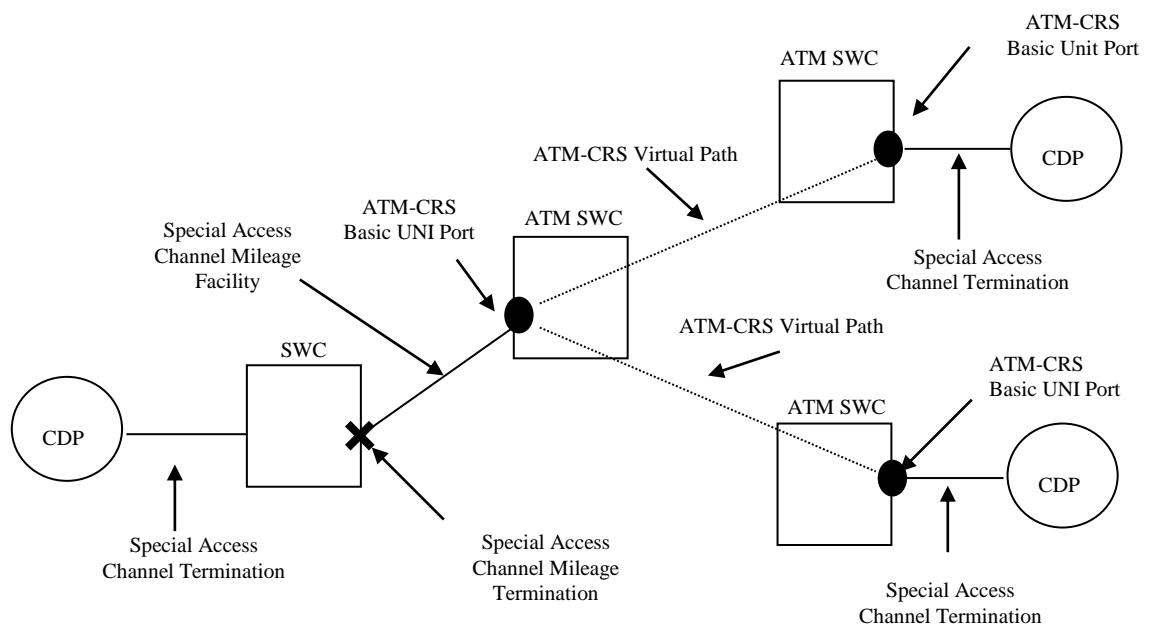 ATM-CRS
Basic Unit Port
ATM SWC
CDP
ATM-CRS Virtual Path
ATM-CRS
Basic UNI Port
ATM SWC
Special Access
Channel Mileage
Facility
Special Access
Channel Termination
ATM-CRS Virtual Path
SWC
ATM-CRS
Basic UNI Port
ATM SWC
CDP
CDP
Special Access
Channel Termination
Special Access
Channel Mileage
Termination
Special Access
Channel Termination